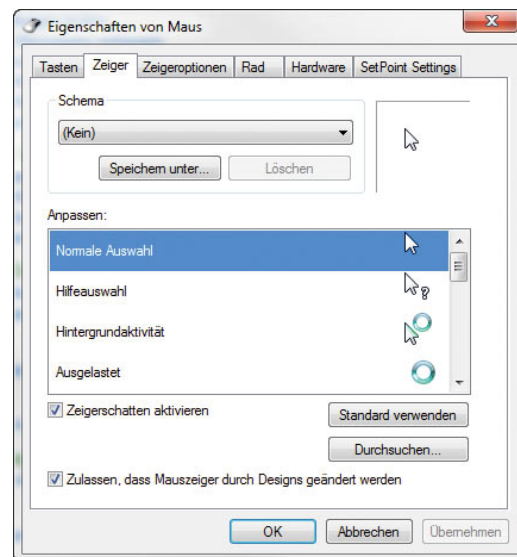 Eigenschaften von Maus
Tasten Zeiger Zeigeroptionen Rad Hardware SetPoint Settings
Schema
(Kein)
Speichern unter... Löschen
Anpassen:
Normale Auswahl
Hilfeauswahl
Hintergrundaktivität
Ausgelastet
Zeigerschatten aktivieren
Standard verwenden
Durchsuchen...
Zulassen, dass Mauszeiger durch Designs geändert werden
OK Abbrechen Übernehmen